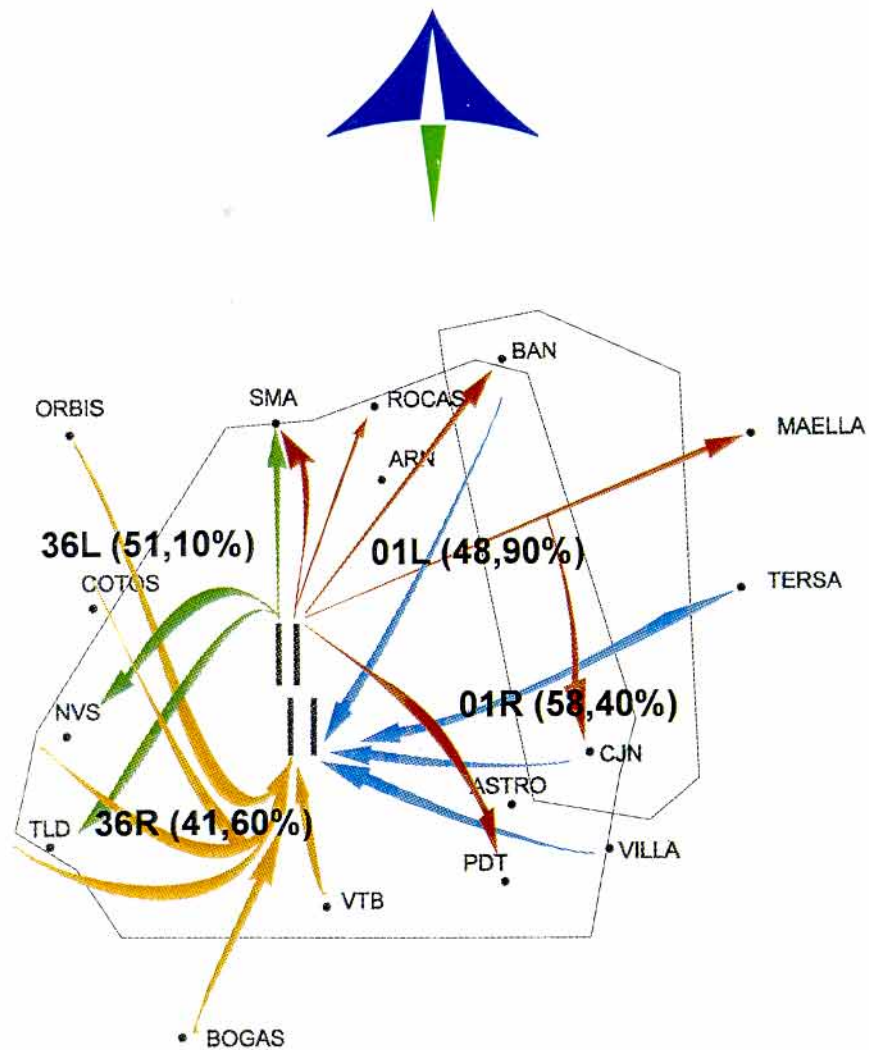 BAN
SMA
ROCAS
ORBIS
MAELLA
ARN
36L (51,10%)
01L (48,90%)
COTOS
TERSA
NVS
01R (58,40%)
CJN
ASTRO
TLD
36R (41,60%)
VILLA
PDT
VTB
BOGAS